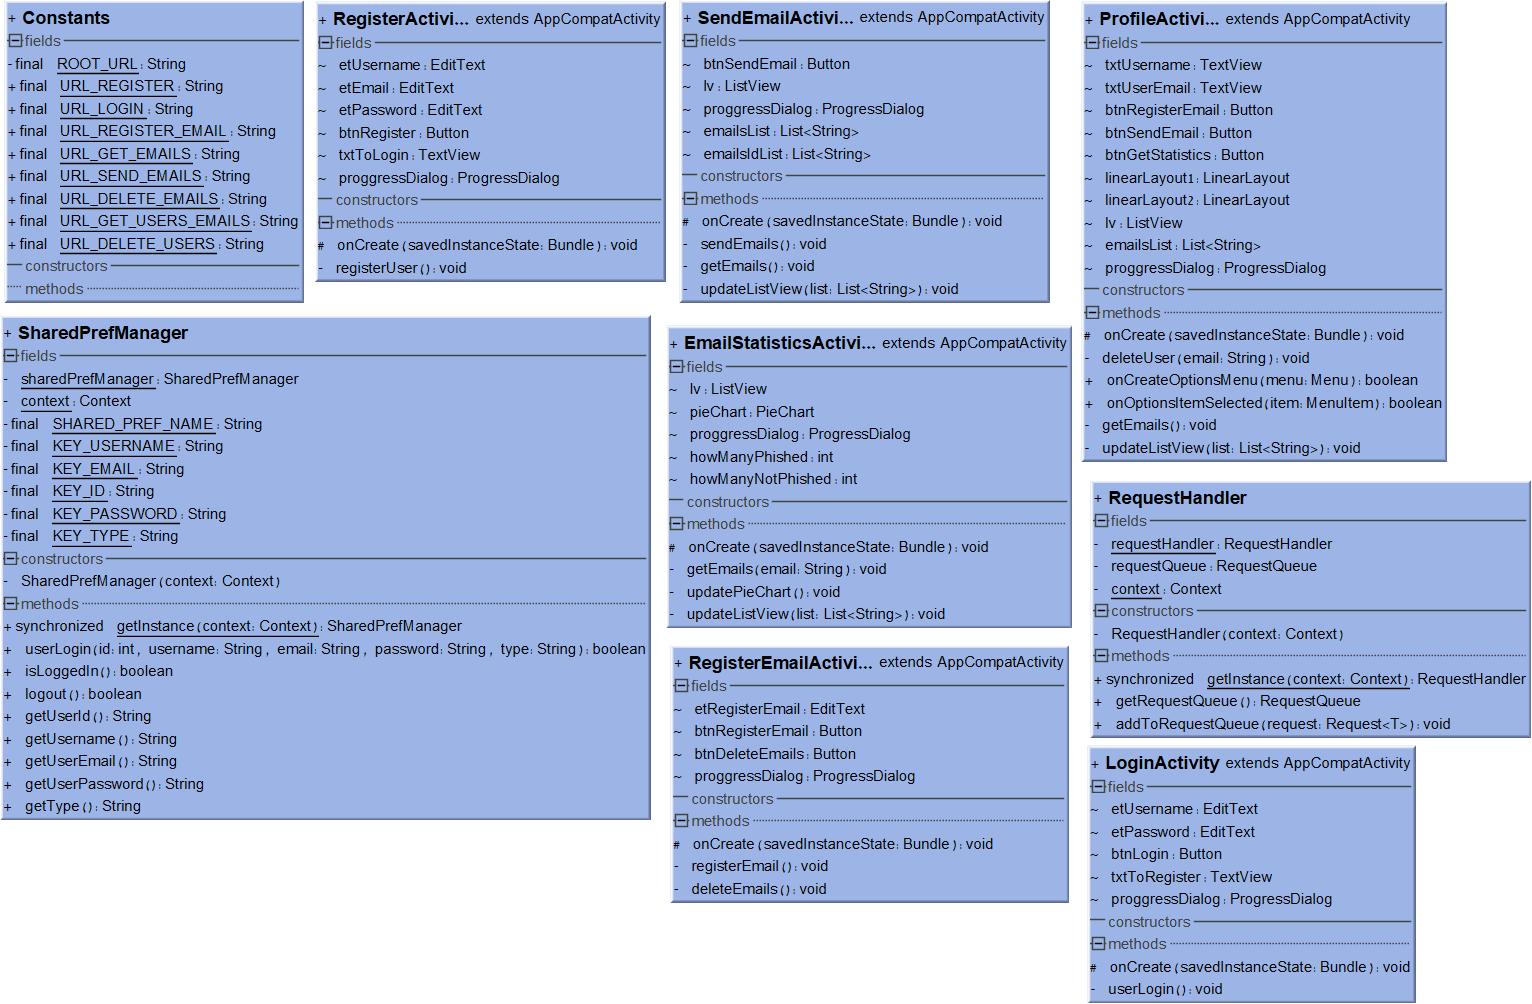 + Constants
fields
- final ROOT_URL : String
+ final URL_REGISTER : String
+ final URL_LOGIN : String
+ final URL_REGISTER_EMAIL : String
+ final URL_GET_EMAILS : String
+ final URL_SEND_EMAILS : String
+ final URL_DELETE_EMAILS : String
+ final URL_GET_USERS_EMAILS : String
+ final URL_DELETE_USERS : String
constructors
methods
+ RegisterActivi... extends AppCompatActivity
fields
~ etUsername : EditText
~ etEmail : EditText
~ etPassword : EditText
~ btnRegister : Button
~ txtToLogin : TextView
~ proggressDialog : ProgressDialog
constructors
methods
# onCreate (savedInstanceState: Bundle) : void
- registerUser () : void
+ SendEmailActivi... extends AppCompatActivity
fields
~ btnSendEmail : Button
~ lv : ListView
~ proggressDialog : ProgressDialog
~ emailsList : List<String>
~ emailsIdList : List<String>
constructors
methods
# onCreate (savedInstanceState: Bundle) : void
- sendEmails () : void
- getEmails () : void
- updateListView (list: List<String>) : void
+ ProfileActivi... extends AppCompatActivity
fields
~ txtUsername : TextView
~ txtUserEmail : TextView
~ btnRegisterEmail : Button
~ btnSendEmail : Button
~ btnGetStatistics : Button
~ linearLayout1 : LinearLayout
~ linearLayout2 : LinearLayout
~ lv : ListView
~ emailsList : List<String>
~ proggressDialog : ProgressDialog
constructors
methods
# onCreate (savedInstanceState: Bundle) : void
- deleteUser (email: String) : void
+ onCreateOptionsMenu (menu: Menu) : boolean
+ onOptionsItemSelected (item: MenuItem) : boolean
- getEmails () : void
- updateListView (list: List<String>) : void
+ SharedPrefManager
fields
- sharedPrefManager : SharedPrefManager
- context : Context
- final SHARED_PREF_NAME : String
- final KEY_USERNAME : String
- final KEY_EMAIL : String
- final KEY_ID : String
- final KEY_PASSWORD : String
- final KEY_TYPE : String
constructors
- SharedPrefManager (context: Context)
methods
+ synchronized getInstance (context: Context) : SharedPrefManager
+ userLogin (id: int, username: String, email: String, password: String, type: String) : boolean
+ isLoggedIn () : boolean
+ logout () : boolean
+ getUserId () : String
+ getUsername () : String
+ getUserEmail () : String
+ getUserPassword () : String
+ getType () : String
+ EmailStatisticsActivi... extends AppCompatActivity
fields
~ lv : ListView
~ pieChart : PieChart
~ proggressDialog : ProgressDialog
~ howManyPhished : int
~ howManyNotPhished : int
constructors
methods
# onCreate (savedInstanceState: Bundle) : void
- getEmails (email: String) : void
- updatePieChart () : void
- updateListView (list: List<String>) : void
+ RegisterEmailActivi... extends AppCompatActivity
fields
~ etRegisterEmail : EditText
~ btnRegisterEmail : Button
~ btnDeleteEmails : Button
~ proggressDialog : ProgressDialog
constructors
methods
# onCreate (savedInstanceState: Bundle) : void
- registerEmail () : void
- deleteEmails () : void
+ RequestHandler
fields
- requestHandler : RequestHandler
- requestQueue : RequestQueue
- context : Context
constructors
- RequestHandler (context: Context)
methods
+ synchronized getInstance (context: Context) : RequestHandler
+ getRequestQueue () : RequestQueue
+ addToRequestQueue (request: Request<T>) : void
+ LoginActivity extends AppCompatActivity
fields
~ etUsername : EditText
~ etPassword : EditText
~ btnLogin : Button
~ txtToRegister : TextView
~ proggressDialog : ProgressDialog
constructors
methods
# onCreate (savedInstanceState: Bundle) : void
- userLogin () : void